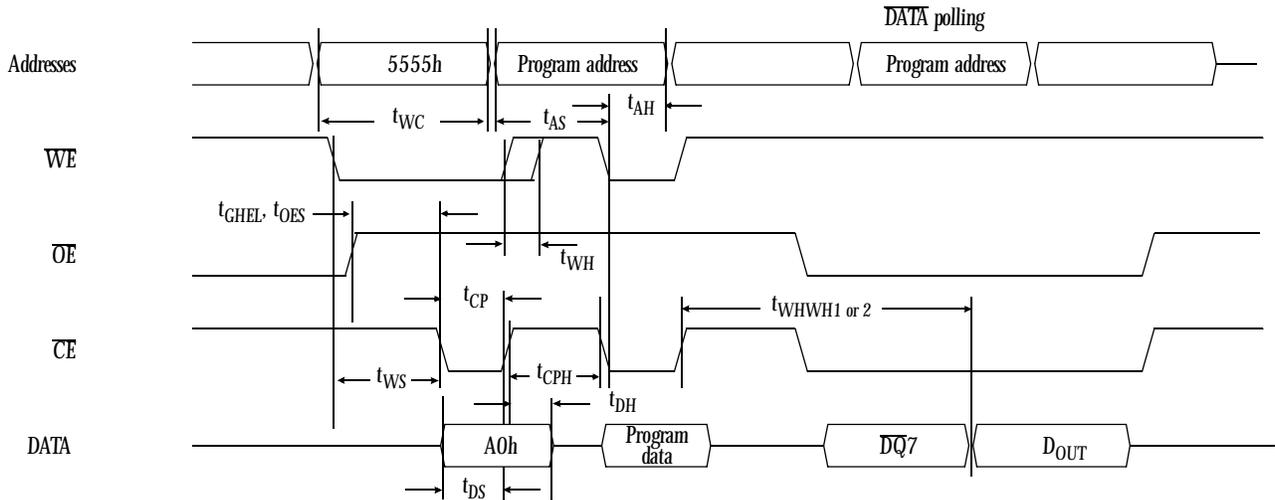 DATA polling
Addresses 5555h Program address Program address
tWC tAS tAH
WE
tGHEL, tOES
OE tWH
tCP tWHWH1 or 2
CE
tWS tCPH
tDH
DATA A0h Program data DQ7 DOUT
tDS